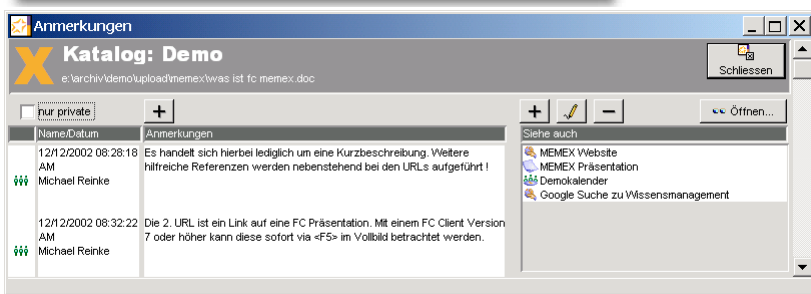 Anmerkungen
Katalog: Demo
e:\archiv\demo\upload\memex\was ist fc memex.doc
Schliessen
nur private
Öffnen...
Name/Datum
Anmerkungen
Siehe auch
12/12/2002 08:28:18
AM
Michael Reinke
Es handelt sich hierbei lediglich um eine Kurzbeschreibung. Weitere
hilfreiche Referenzen werden nebenstehend bei den URLs aufgeführt !
12/12/2002 08:32:22
AM
Michael Reinke
Die 2. URL ist ein Link auf eine FC Präsentation. Mit einem FC Client Version
7 oder höher kann diese sofort via <F5> im Vollbild betrachtet werden.
MEMEX Website
MEMEX Präsentation
Demokalender
Google Suche zu Wissensmanagement